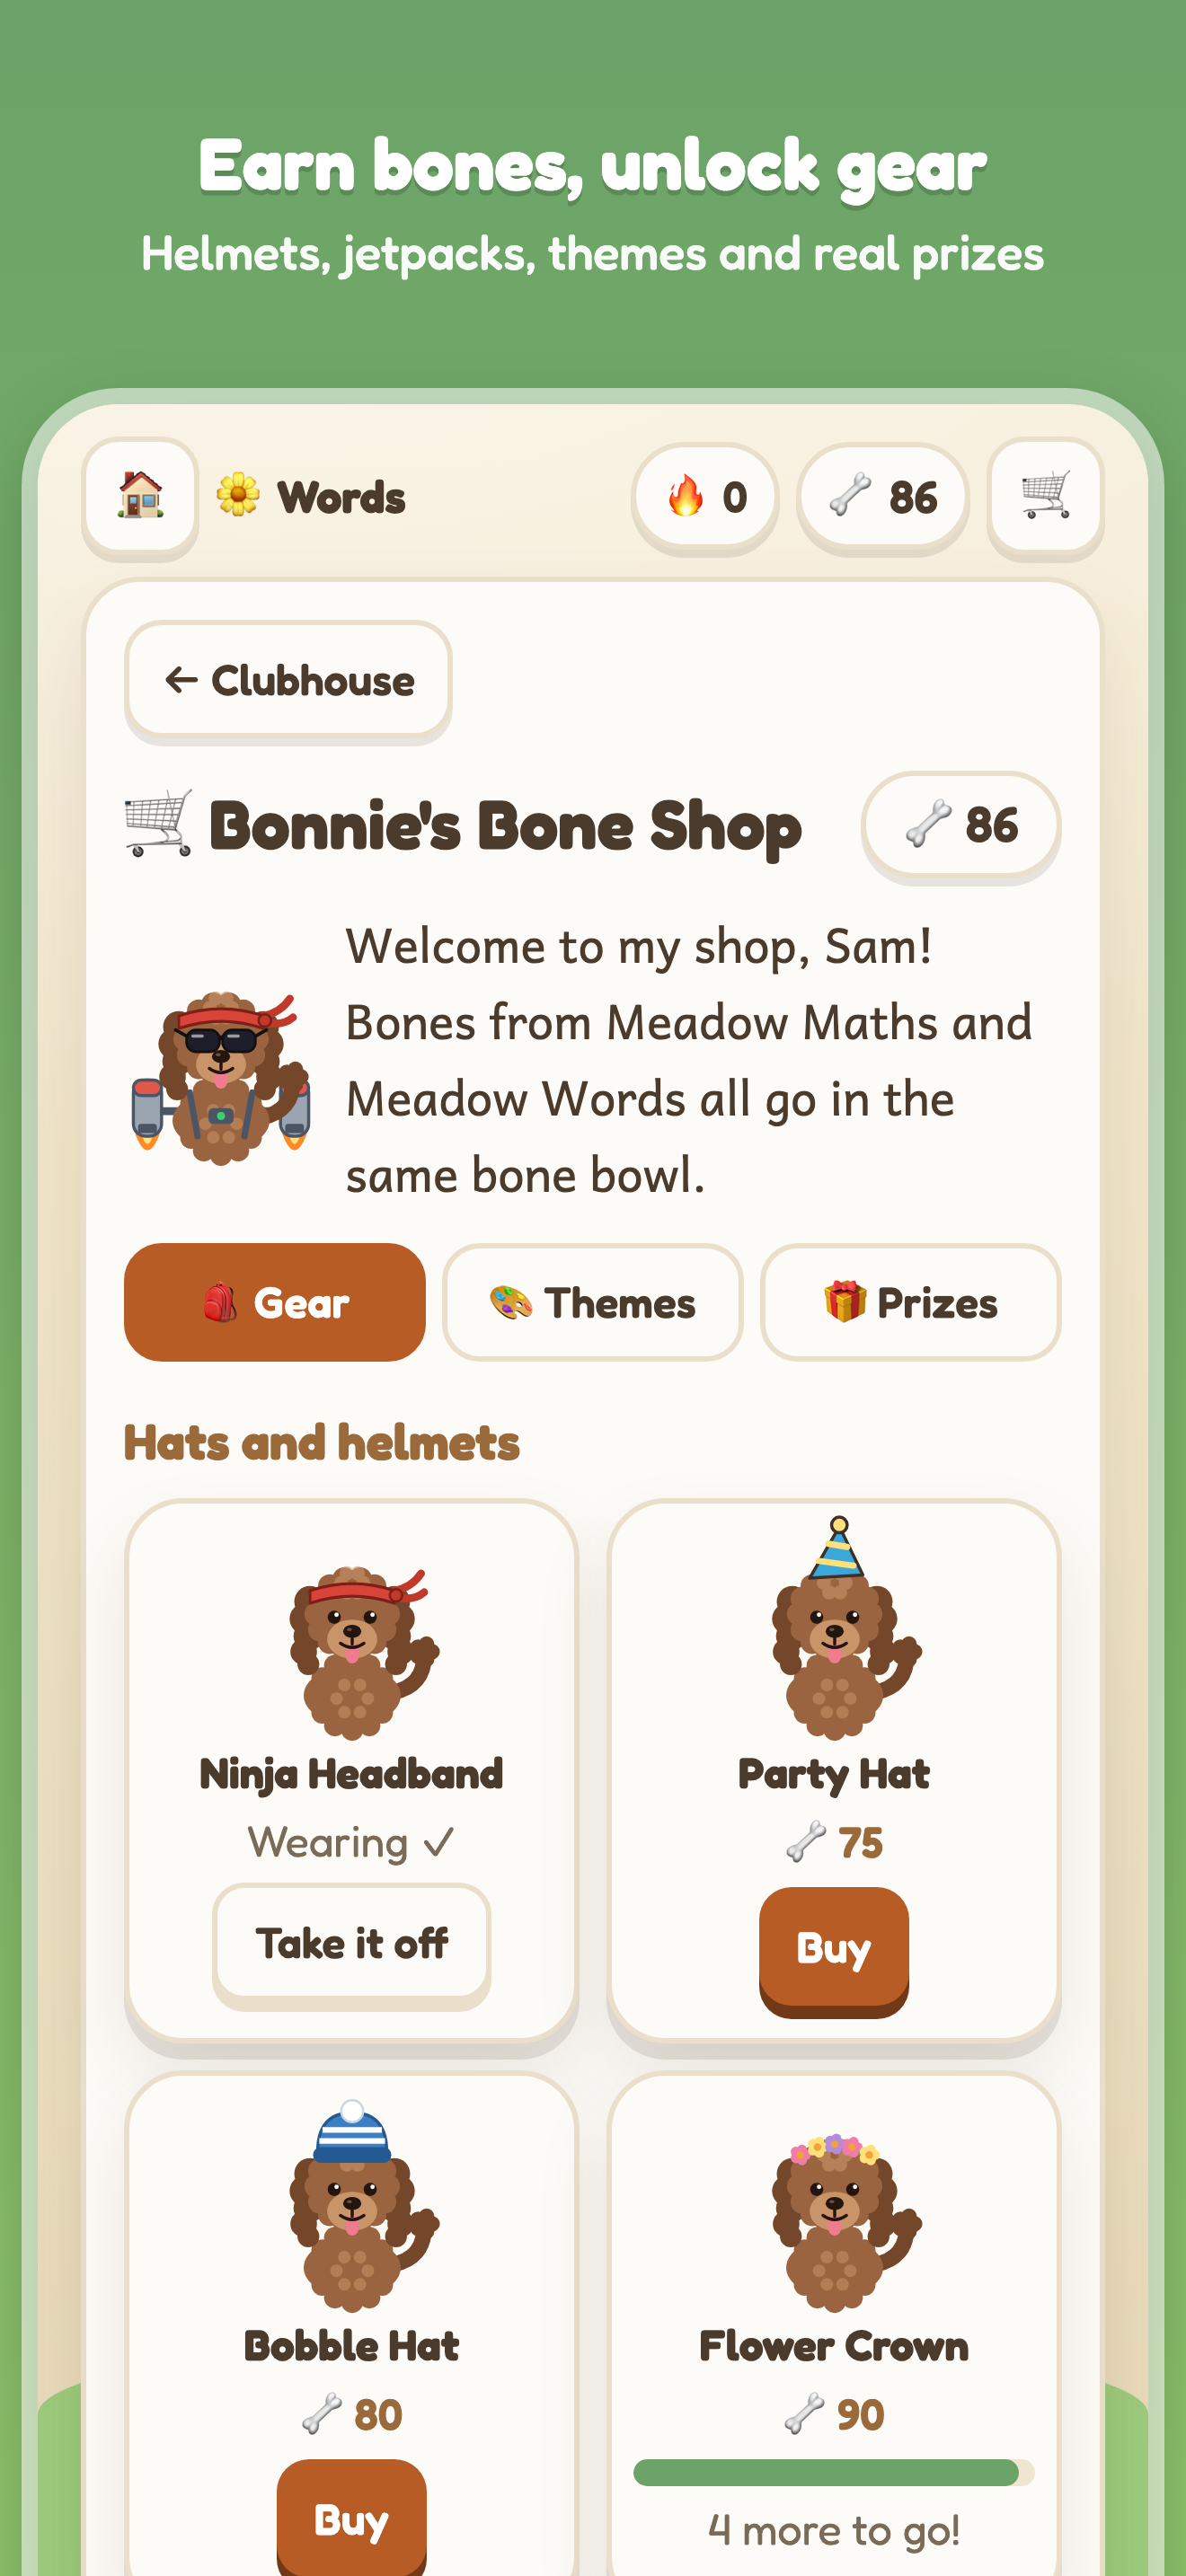 Earn bones, unlock gear
Helmets, jetpacks, themes and real prizes
Words
0
86
← Clubhouse
Bonnie's Bone Shop
86
Welcome to my shop, Sam!
Bones from Meadow Maths and
Meadow Words all go in the
same bone bowl.
Gear
Themes
Prizes
Hats and helmets
Ninja Headband
Wearing ✓
Take it off
Party Hat
75
Buy
Bobble Hat
80
Buy
Flower Crown
90
4 more to go!